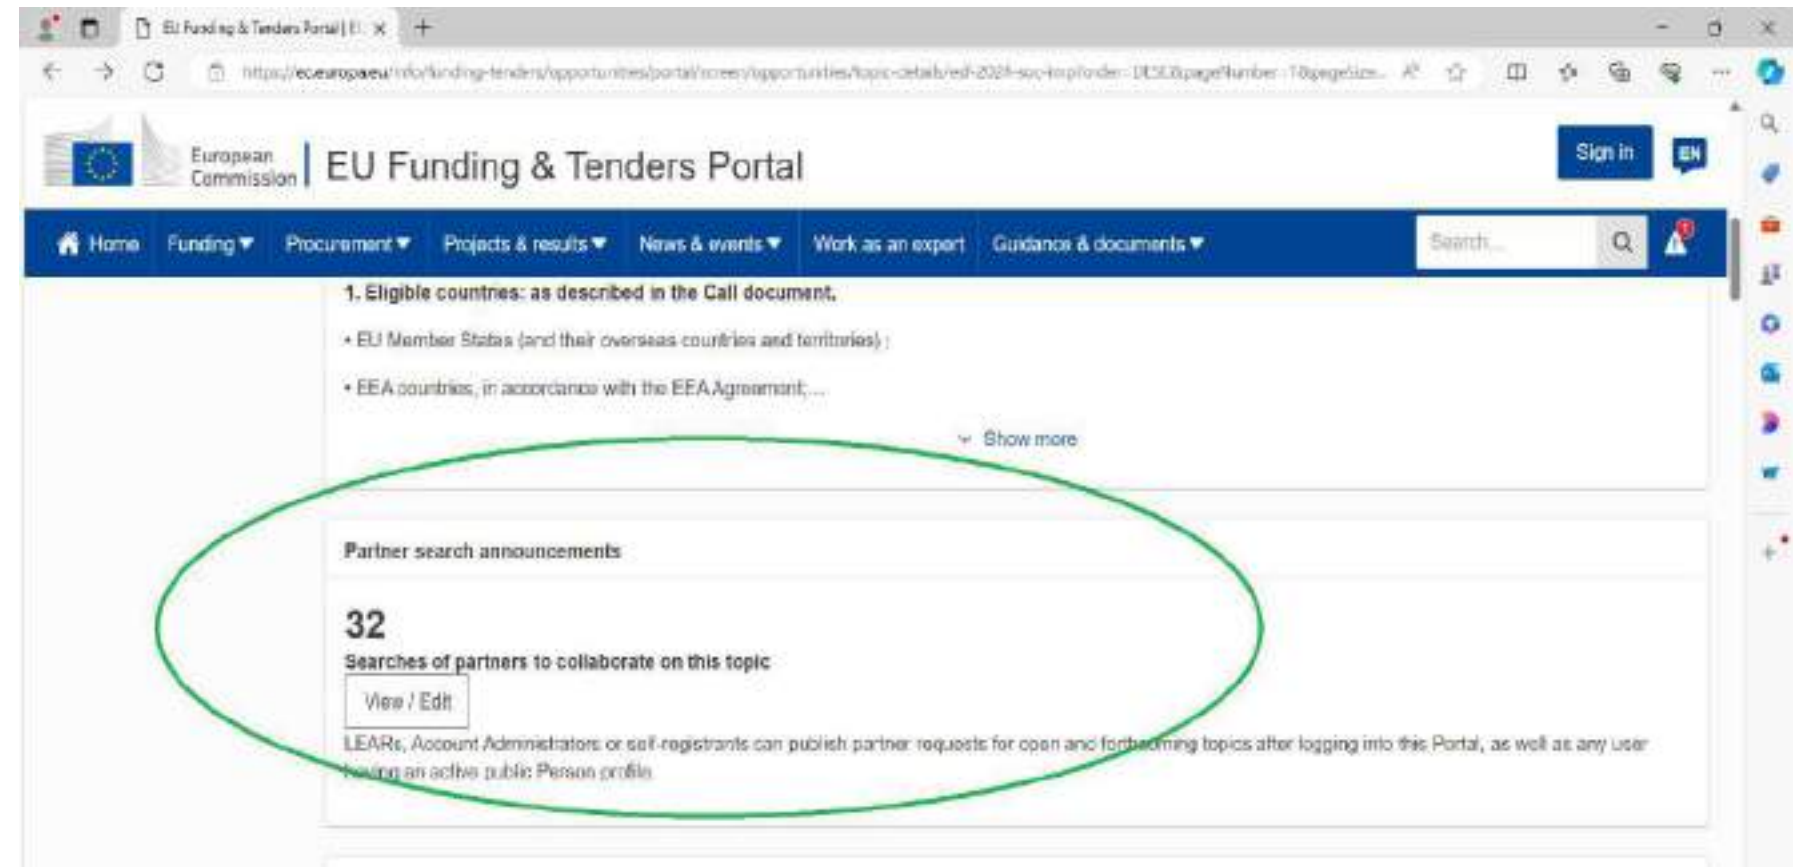 EU Funding & Tenders Portal | E
European
Commission
EU Funding & Tenders Portal
Sign in
EN
Home Funding Procurement Projects & results News & events Work as an expert Guidance & documents
Search...
1. Eligible countries: as described in the Call document.
• EU Member States (and their overseas countries and territories) ;
• EEA countries, in accordance with the EEA Agreement;...
Show more
Partner search announcements
32
Searches of partners to collaborate on this topic
View / Edit
LEARs, Account Administrators or self-registrants can publish partner requests for open and forthcoming topics after logging into this Portal, as well as any user
having an active public Person profile.